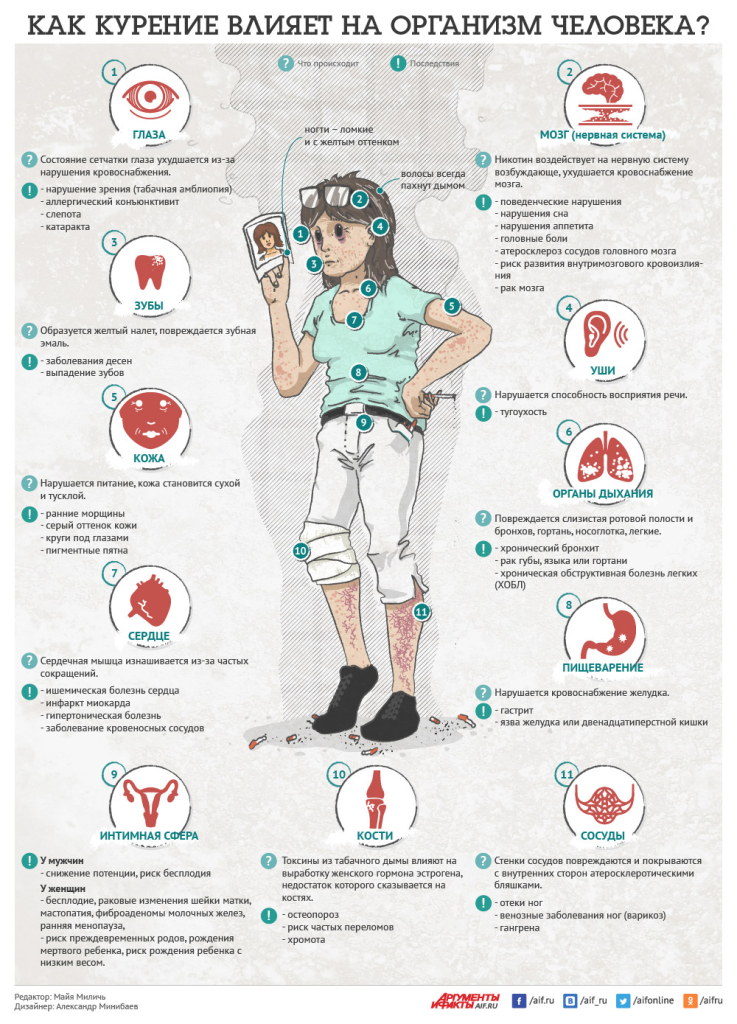 КАК КУРЕНИЕ ВЛИЯЕТ НА ОРГАНИЗМ ЧЕЛОВЕКА?
? Что происходит
! Последствия
1
ГЛАЗА
? Состояние сетчатки глаза ухудшается из-за
нарушения кровоснабжения.
! - нарушение зрения (табачная амблиопия)
- аллергический конъюнктивит
- слепота
- катаракта
2
МОЗГ (нервная система)
? Никотин воздействует на нервную систему
возбуждающе, ухудшается кровоснабжение
мозга.
! - поведенческие нарушения
- нарушения сна
- нарушения аппетита
- головные боли
- атеросклероз сосудов головного мозга
- риск развития внутримозгового кровоизлия-
ния
- рак мозга
ногти – ломкие
и с желтым оттенком
волосы всегда
пахнут дымом
1
2
3
4
5
6
7
8
9
10
11
3
ЗУБЫ
? Образуется желтый налет, повреждается зубная
эмаль.
! - заболевания десен
- выпадение зубов
4
УШИ
? Нарушается способность восприятия речи.
! - тугоухость
5
КОЖА
? Нарушается питание, кожа становится сухой
и тусклой.
! - ранние морщины
- серый оттенок кожи
- круги под глазами
- пигментные пятна
6
ОРГАНЫ ДЫХАНИЯ
? Повреждается слизистая ротовой полости и
бронхов, гортань, носоглотка, легкие.
! - хронический бронхит
- рак губы, языка или гортани
- хроническая обструктивная болезнь легких
(ХОБЛ)
7
СЕРДЦЕ
? Сердечная мышца изнашивается из-за частых
сокращений.
! - ишемическая болезнь сердца
- инфаркт миокарда
- гипертоническая болезнь
- заболевание кровеносных сосудов
8
ПИЩЕВАРЕНИЕ
? Нарушается кровоснабжение желудка.
! - гастрит
- язва желудка или двенадцатиперстной кишки
9
ИНТИМНАЯ СФЕРА
! У мужчин
- снижение потенции, риск бесплодия
У женщин
- бесплодие, раковые изменения шейки матки,
мастопатия, фиброаденомы молочных желез,
ранняя менопауза,
- риск преждевременных родов, рождения
мертвого ребенка, риск рождения ребенка с
низким весом.
10
КОСТИ
? Токсины из табачного дымы влияют на
выработку женского гормона эстрогена,
недостаток которого сказывается на
костях.
! - остеопороз
- риск частых переломов
- хромота
11
СОСУДЫ
? Стенки сосудов повреждаются и покрываются
с внутренних сторон атеросклеротическими
бляшками.
! - отеки ног
- венозные заболевания ног (варикоз)
- гангрена
Редактор: Майя Миличь
Дизайнер: Александр Минибаев
АРГУМЕНТЫ
И ФАКТЫ AIF.RU
f /aif.ru
В /aif_ru
/aifonline
/aifru